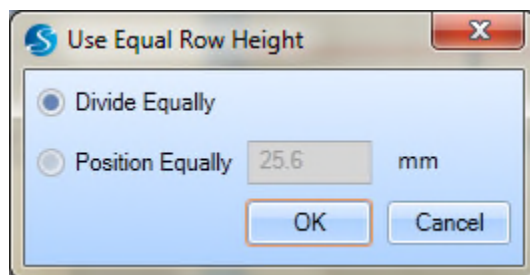 Use Equal Row Height
Divide Equally
Position Equally 25.6 mm
OK Cancel